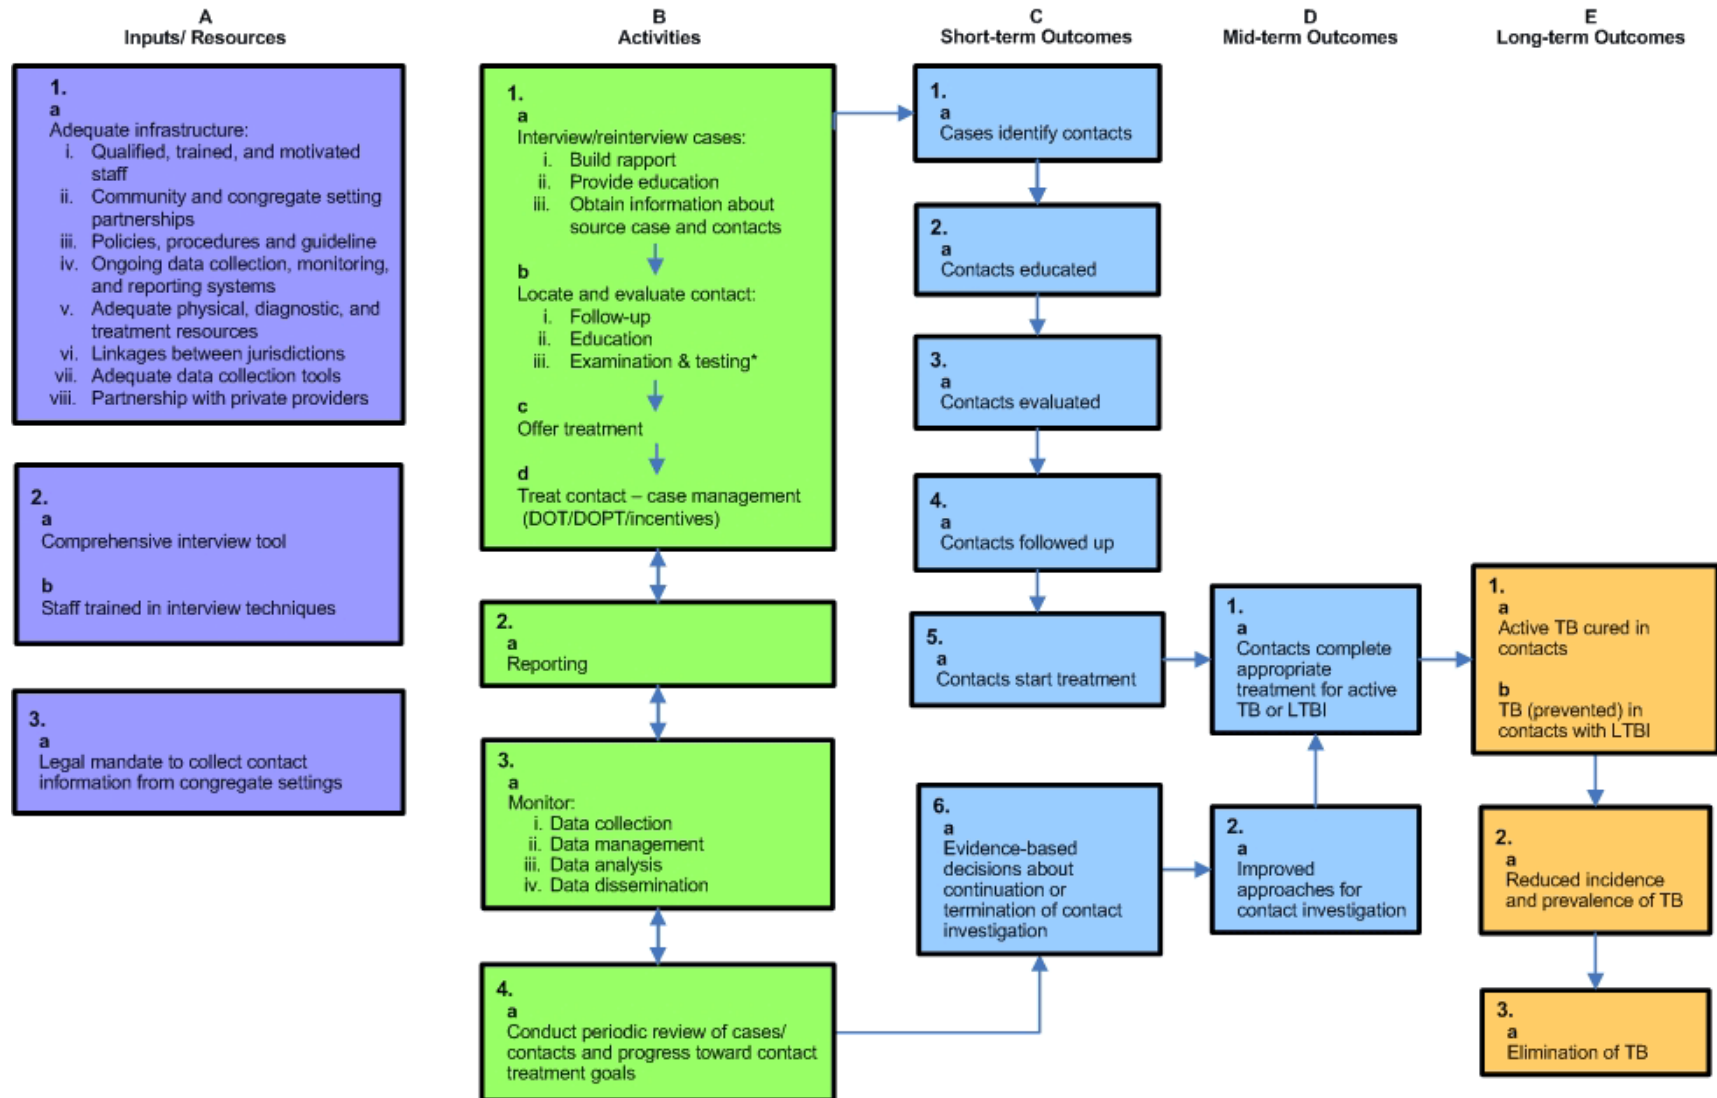 A
Inputs/ Resources
B
Activities
C
Short-term Outcomes
D
Mid-term Outcomes
E
Long-term Outcomes
1.
a
Adequate infrastructure:
i. Qualified, trained, and motivated
staff
ii. Community and congregate setting
partnerships
iii. Policies, procedures and guideline
iv. Ongoing data collection, monitoring,
and reporting systems
v. Adequate physical, diagnostic, and
treatment resources
vi. Linkages between jurisdictions
vii. Adequate data collection tools
viii. Partnership with private providers
2.
a
Comprehensive interview tool
b
Staff trained in interview techniques
3.
a
Legal mandate to collect contact
information from congregate settings
1.
a
Interview/reinterview cases:
i. Build rapport
ii. Provide education
iii. Obtain information about
source case and contacts
b
Locate and evaluate contact:
i. Follow-up
ii. Education
iii. Examination & testing*
c
Offer treatment
d
Treat contact – case management
(DOT/DOPT/incentives)
2.
a
Reporting
3.
a
Monitor:
i. Data collection
ii. Data management
iii. Data analysis
iv. Data dissemination
4.
a
Conduct periodic review of cases/
contacts and progress toward contact
treatment goals
1.
a
Cases identify contacts
2.
a
Contacts educated
3.
a
Contacts evaluated
4.
a
Contacts followed up
5.
a
Contacts start treatment
6.
a
Evidence-based
decisions about
continuation or
termination of contact
investigation
1.
a
Contacts complete
appropriate
treatment for active
TB or LTBI
2.
a
Improved
approaches for
contact investigation
1.
a
Active TB cured in
contacts
b
TB (prevented) in
contacts with LTBI
2.
a
Reduced incidence
and prevalence of TB
3.
a
Elimination of TB